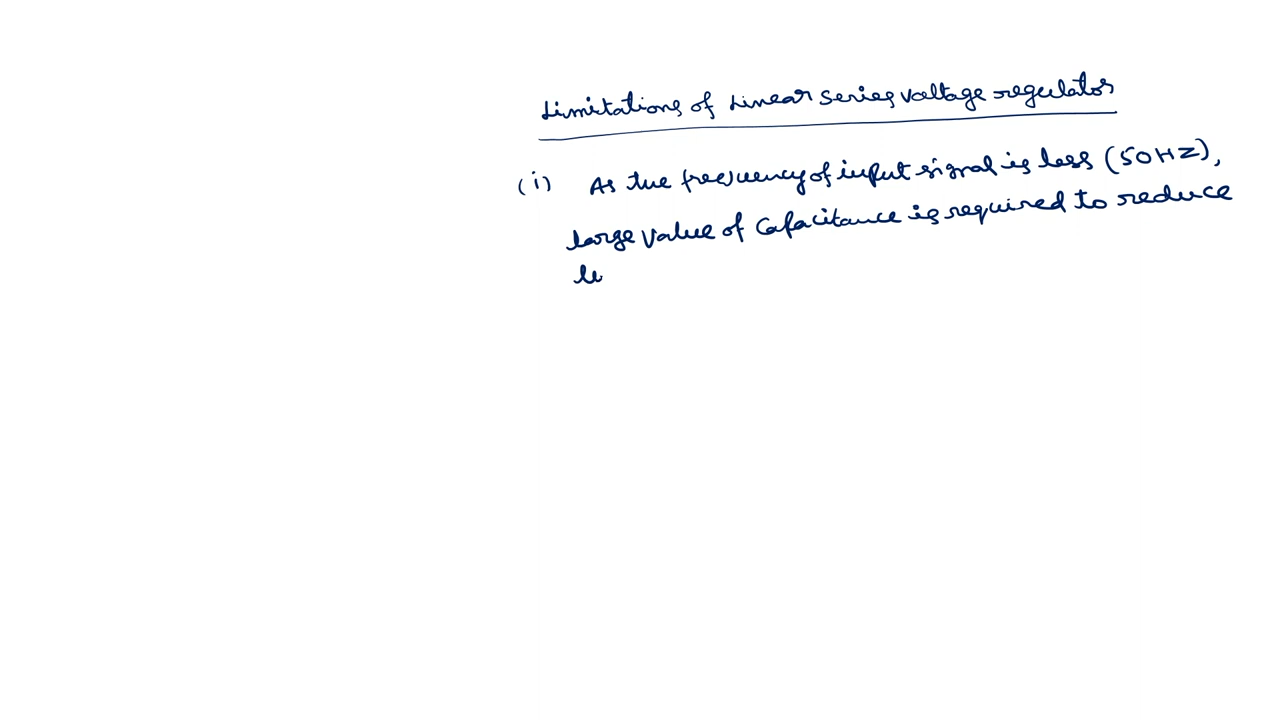 Limitations of Linear series voltage regulator
(i) As the frequency of input signal is less (50HZ),
large value of capacitance is required to reduce